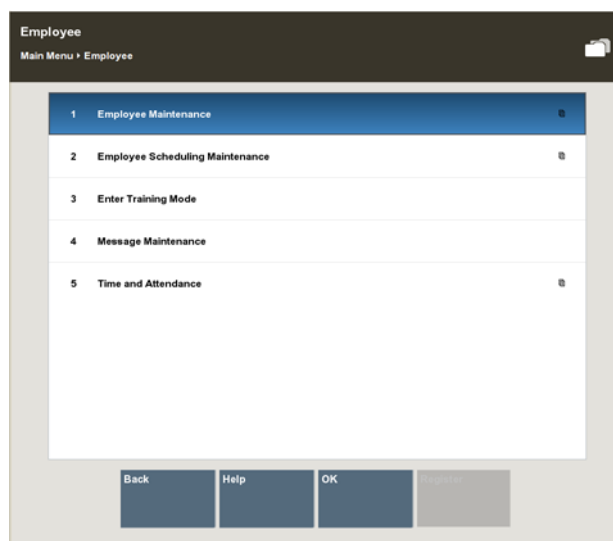 Employee
Main Menu ▸ Employee
1 Employee Maintenance
2 Employee Scheduling Maintenance
3 Enter Training Mode
4 Message Maintenance
5 Time and Attendance
Back Help OK Register